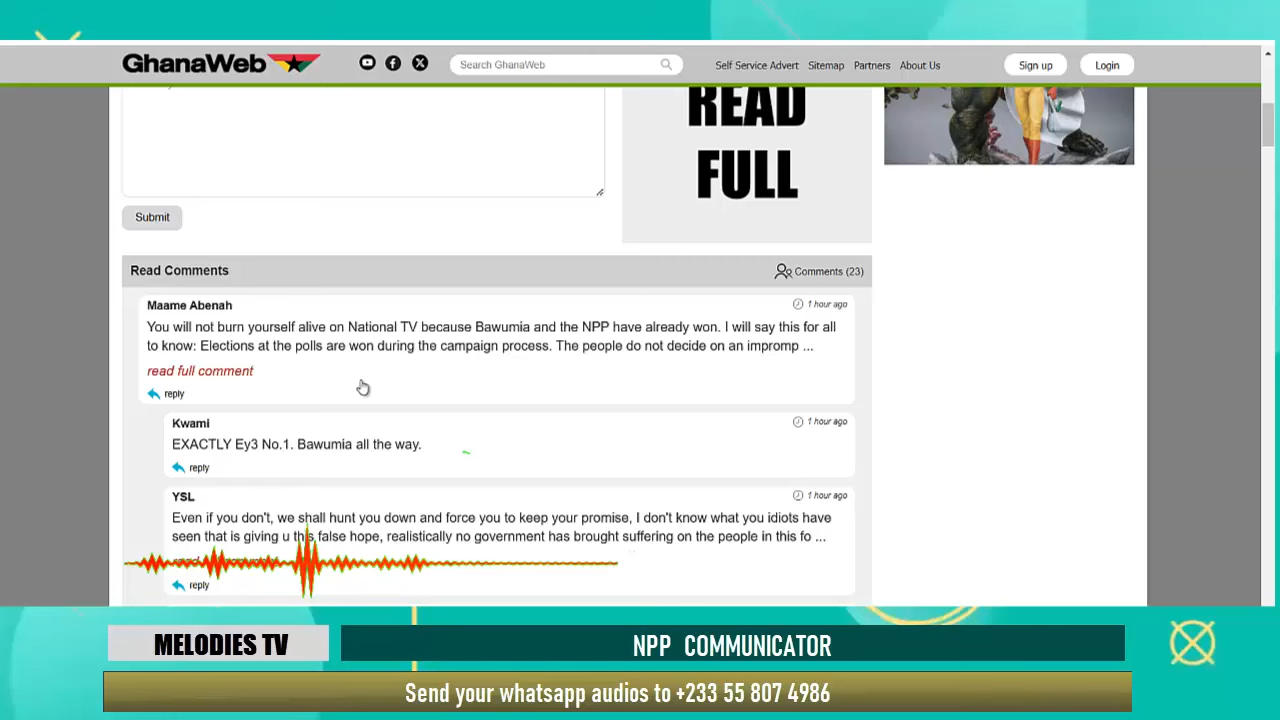 GhanaWeb
Search GhanaWeb
Self Service Advert Sitemap Partners About Us
Sign up
Login
READ
FULL
Submit
Read Comments
Comments (23)
Maame Abenah
1 hour ago
You will not burn yourself alive on National TV because Bawumia and the NPP have already won. I will say this for all
to know: Elections at the polls are won during the campaign process. The people do not decide on an impromp ...
read full comment
reply
Kwami
1 hour ago
EXACTLY Ey3 No.1. Bawumia all the way.
reply
YSL
1 hour ago
Even if you don't, we shall hunt you down and force you to keep your promise, I don't know what you idiots have
seen that is giving u this false hope, realistically no government has brought suffering on the people in this fo ...
reply
MELODIES TV
NPP COMMUNICATOR
Send your whatsapp audios to +233 55 807 4986